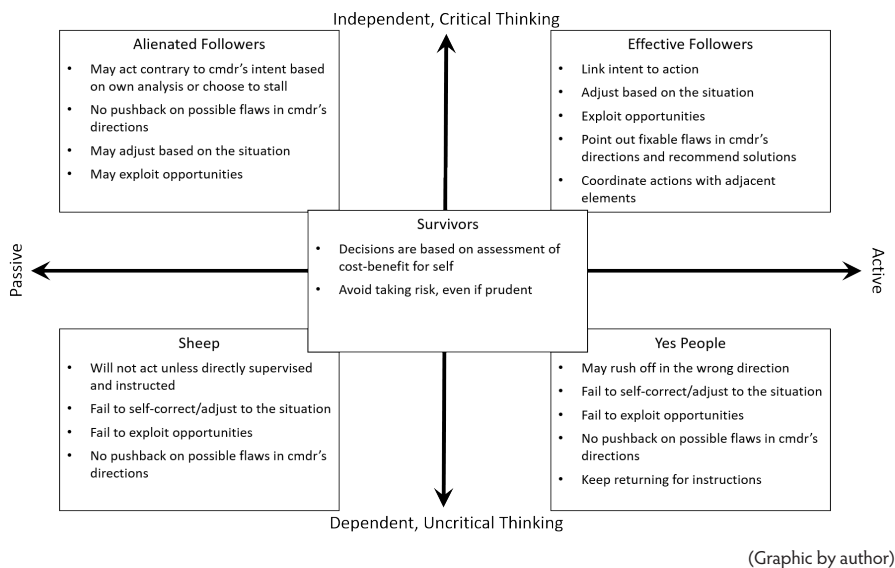 Independent, Critical Thinking
Alienated Followers
• May act contrary to cmdr's intent based
on own analysis or choose to stall
• No pushback on possible flaws in cmdr's
directions
• May adjust based on the situation
• May exploit opportunities
Effective Followers
• Link intent to action
• Adjust based on the situation
• Exploit opportunities
• Point out fixable flaws in cmdr's
directions and recommend solutions
• Coordinate actions with adjacent
elements
Passive
Survivors
• Decisions are based on assessment of
cost-benefit for self
• Avoid taking risk, even if prudent
Active
Sheep
• Will not act unless directly supervised
and instructed
• Fail to self-correct/adjust to the situation
• Fail to exploit opportunities
• No pushback on possible flaws in cmdr's
directions
Yes People
• May rush off in the wrong direction
• Fail to self-correct/adjust to the situation
• Fail to exploit opportunities
• No pushback on possible flaws in cmdr's
directions
• Keep returning for instructions
Dependent, Uncritical Thinking
(Graphic by author)